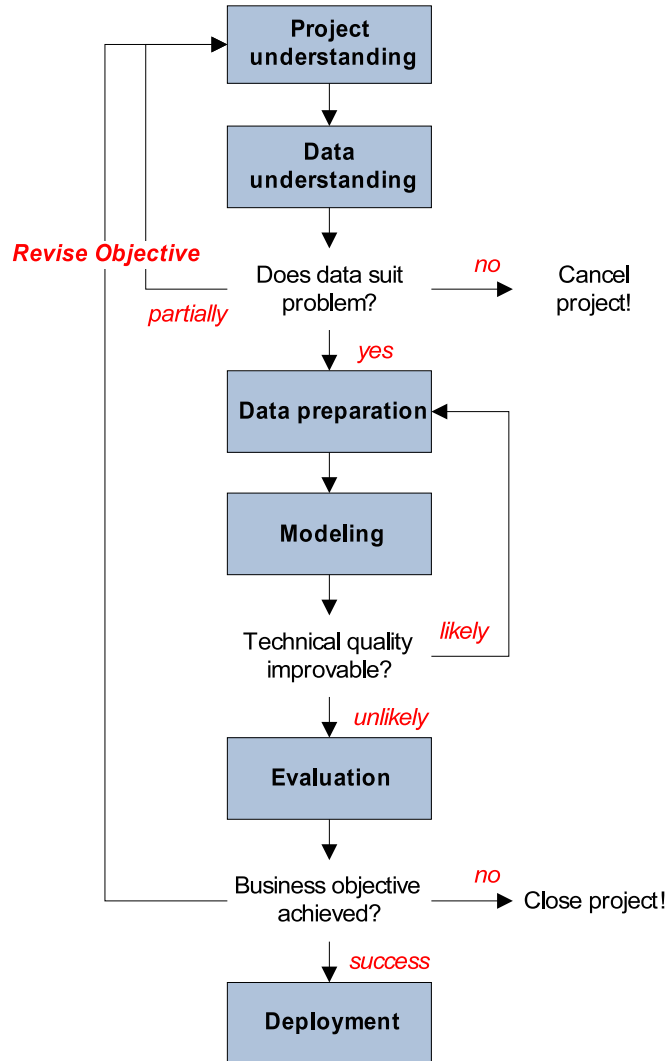 Project
understanding
Data
understanding
Revise Objective
Does data suit
problem?
no
Cancel
project!
partially
yes
Data preparation
Modeling
Technical quality
improvable?
likely
unlikely
Evaluation
Business objective
achieved?
no
Close project!
success
Deployment